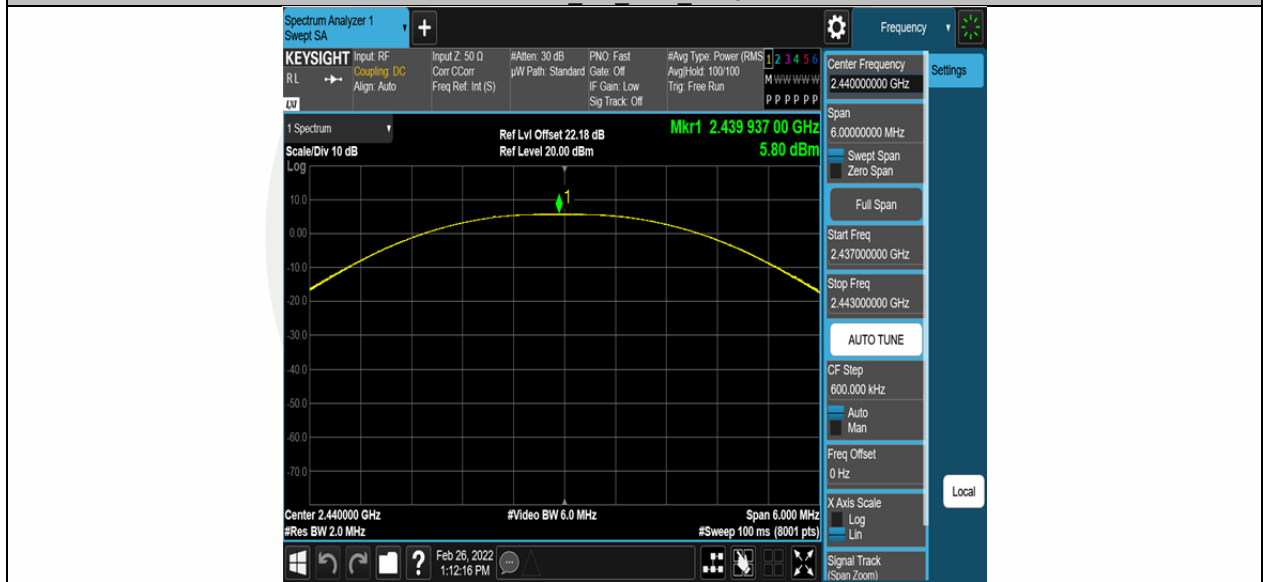 Spectrum Analyzer 1
Swept SA
+
Frequency
KEYSIGHT
RL
LXI
Input: RF
Coupling: DC
Align: Auto
Input Z: 50 Ω
Corr CCorr
Freq Ref: Int (S)
#Atten: 30 dB
µW Path: Standard
PNO: Fast
Gate: Off
IF Gain: Low
Sig Track: Off
#Avg Type: Power (RMS
Avg|Hold: 100/100
Trig: Free Run
1 2 3 4 5 6
M W W W W W
P P P P P P
1 Spectrum
Scale/Div 10 dB
Log
Ref Lvl Offset 22.18 dB
Ref Level 20.00 dBm
Mkr1 2.439 937 00 GHz
5.80 dBm
1
10.0
0.00
-10.0
-20.0
-30.0
-40.0
-50.0
-60.0
-70.0
Center 2.440000 GHz
#Res BW 2.0 MHz
#Video BW 6.0 MHz
Span 6.000 MHz
#Sweep 100 ms (8001 pts)
?
Feb 26, 2022
1:12:16 PM
Center Frequency
2.440000000 GHz
Span
6.00000000 MHz
Swept Span
Zero Span
Full Span
Start Freq
2.437000000 GHz
Stop Freq
2.443000000 GHz
AUTO TUNE
CF Step
600.000 kHz
Auto
Man
Freq Offset
0 Hz
X Axis Scale
Log
Lin
Signal Track
(Span Zoom)
Settings
Local